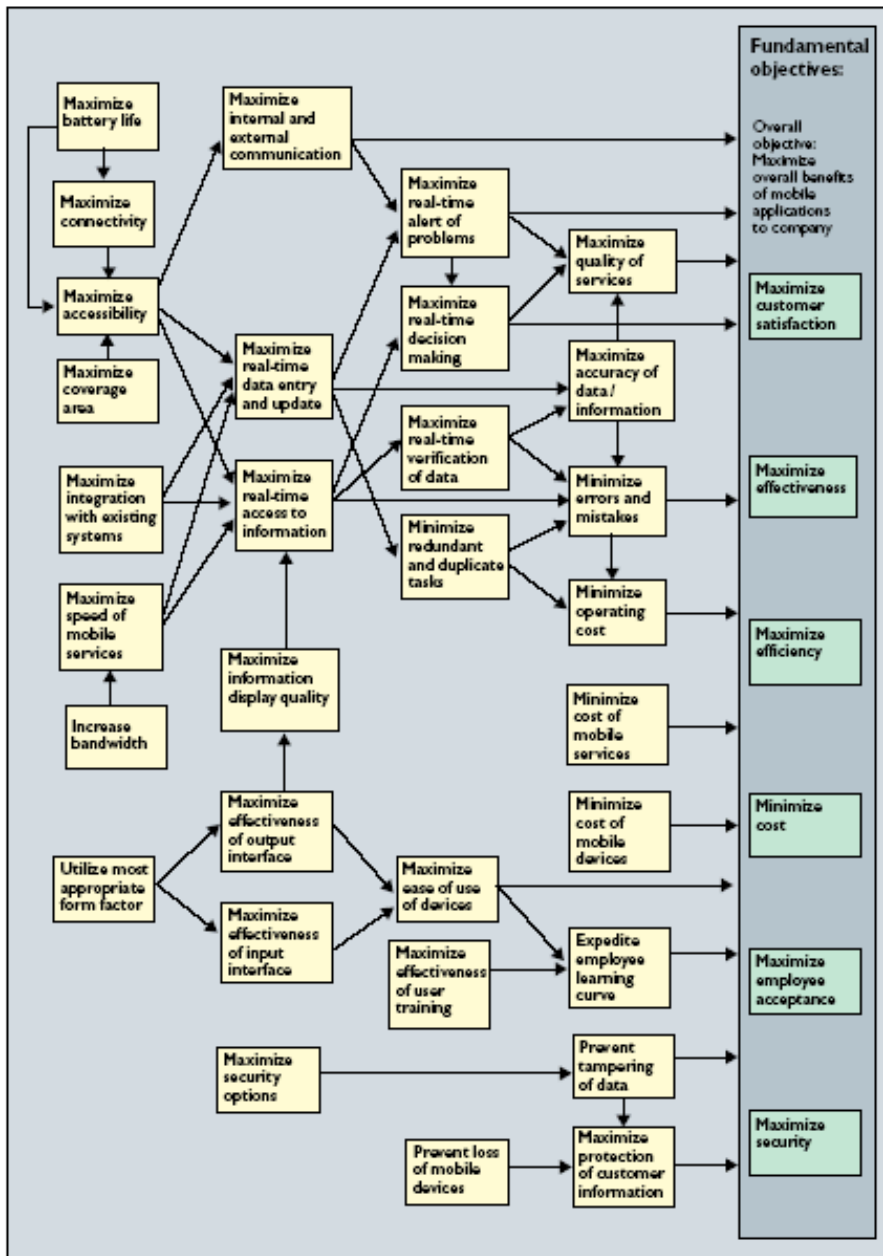 Fundamental
objectives:
Overall
objective:
Maximize
overall benefits
of mobile
applications
to company
Maximize
customer
satisfaction
Maximize
effectiveness
Maximize
efficiency
Minimize
cost
Maximize
employee
acceptance
Maximize
security
Maximize
battery life
Maximize
connectivity
Maximize
accessibility
Maximize
coverage
area
Maximize
integration
with existing
systems
Maximize
speed of
mobile
services
Increase
bandwidth
Utilize most
appropriate
form factor
Maximize
internal and
external
communication
Maximize
real-time
data entry
and update
Maximize
real-time
access to
information
Maximize
information
display quality
Maximize
effectiveness
of output
interface
Maximize
effectiveness
of input
interface
Maximize
security
options
Maximize
real-time
alert of
problems
Maximize
real-time
decision
making
Maximize
real-time
verification
of data
Minimize
redundant
and duplicate
tasks
Maximize
ease of use
of devices
Maximize
effectiveness
of user
training
Prevent loss
of mobile
devices
Maximize
quality of
services
Maximize
accuracy of
data /
information
Minimize
errors and
mistakes
Minimize
operating
cost
Minimize
cost of
mobile
services
Minimize
cost of
mobile
devices
Expedite
employee
learning
curve
Prevent
tampering
of data
Maximize
protection
of customer
information